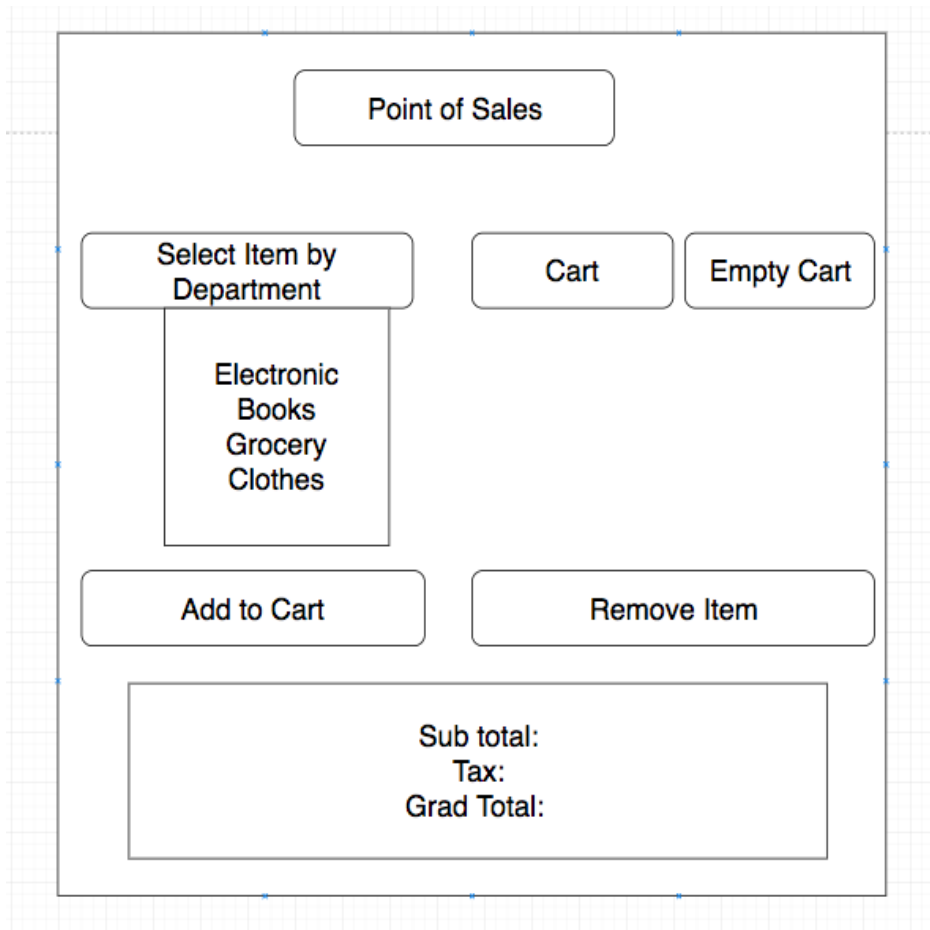 Point of Sales
Select Item by
Department
Cart
Empty Cart
Electronic
Books
Grocery
Clothes
Add to Cart
Remove Item
Sub total:
Tax:
Grad Total: